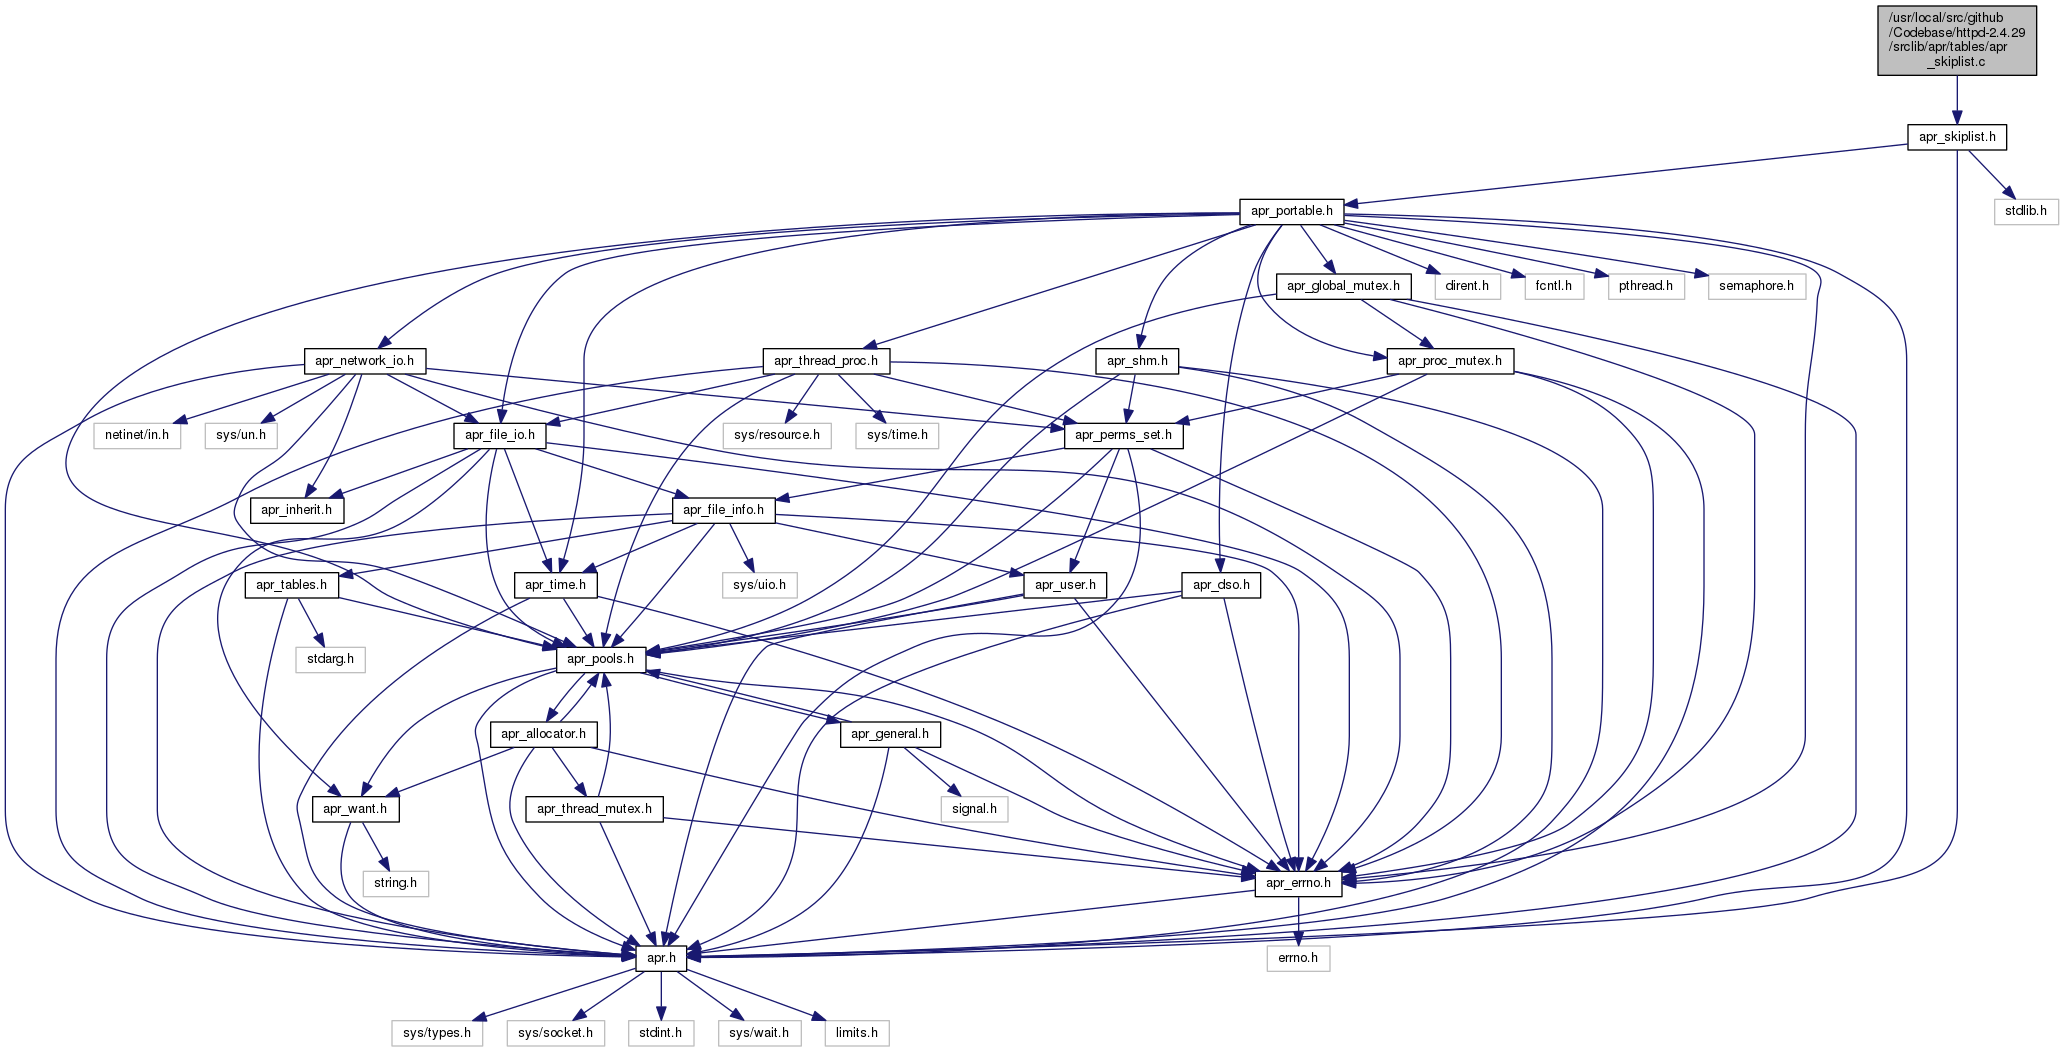 /usr/local/src/github
/Codebase/httpd-2.4.29
/srclib/apr/tables/apr
_skiplist.c
apr_skiplist.h
apr_portable.h
stdlib.h
apr_global_mutex.h
dirent.h
fcntl.h
pthread.h
semaphore.h
apr_network_io.h
apr_thread_proc.h
apr_shm.h
apr_proc_mutex.h
netinet/in.h
sys/un.h
apr_file_io.h
sys/resource.h
sys/time.h
apr_perms_set.h
apr_inherit.h
apr_file_info.h
apr_tables.h
apr_time.h
sys/uio.h
apr_user.h
apr_dso.h
stdarg.h
apr_pools.h
apr_allocator.h
apr_general.h
apr_want.h
apr_thread_mutex.h
signal.h
string.h
apr_errno.h
apr.h
errno.h
sys/types.h
sys/socket.h
stdint.h
sys/wait.h
limits.h